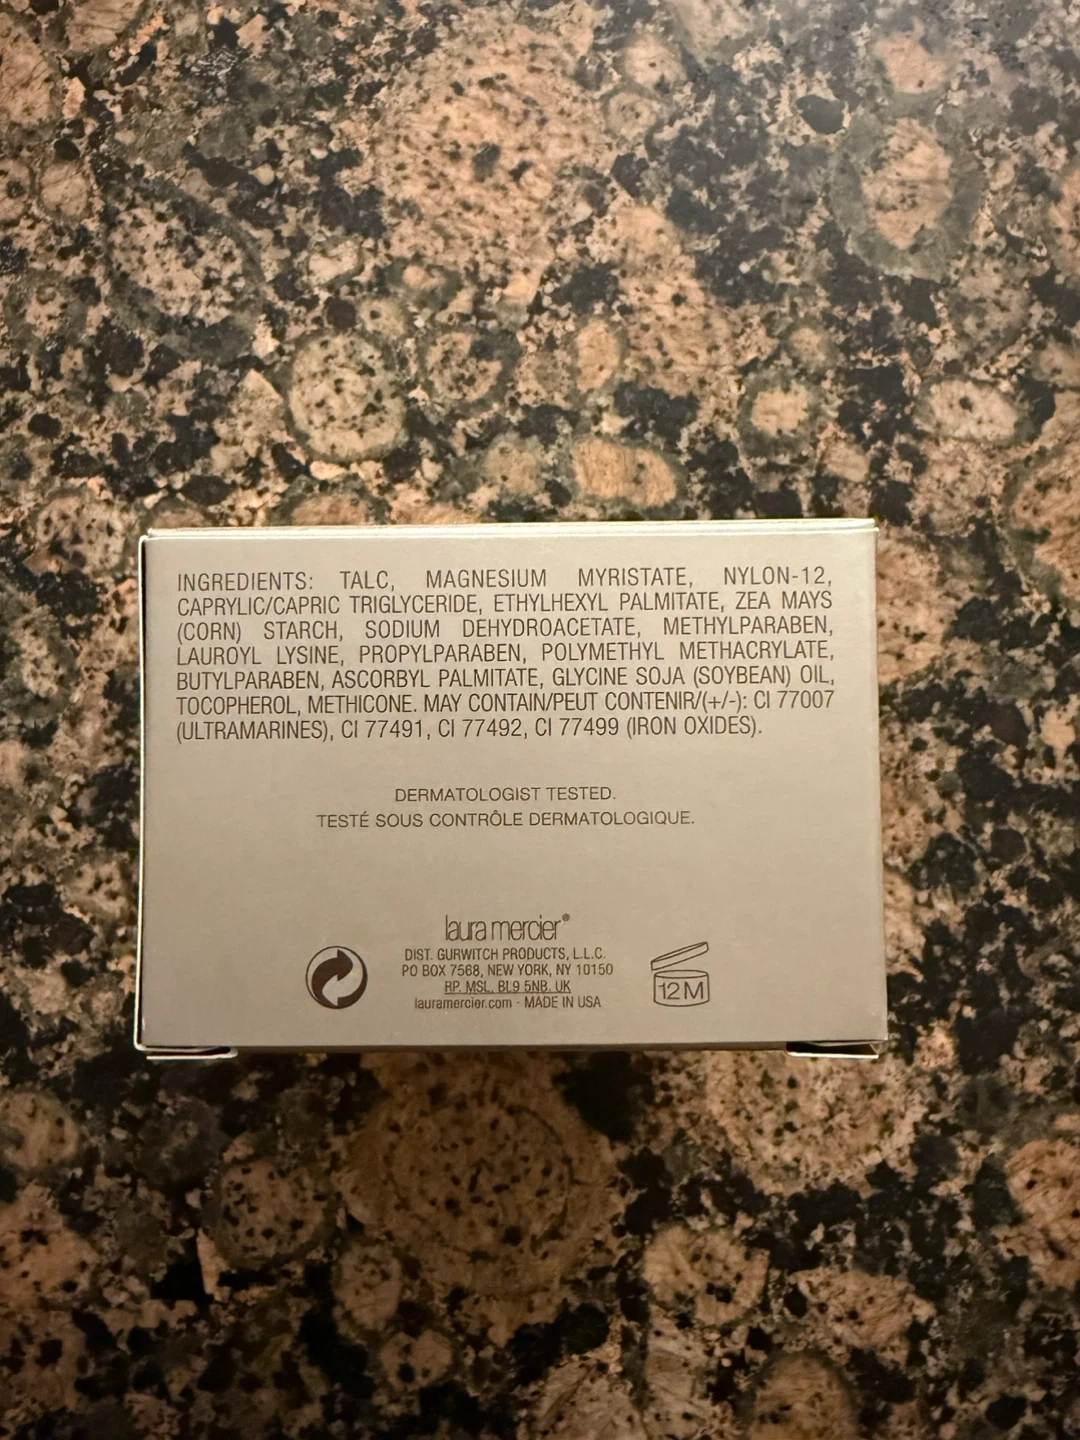 INGREDIENTS: TALC, MAGNESIUM MYRISTATE, NYLON-12,
CAPRYLIC/CAPRIC TRIGLYCERIDE, ETHYLHEXYL PALMITATE, ZEA MAYS
(CORN) STARCH, SODIUM DEHYDROACETATE, METHYLPARABEN,
LAUROYL LYSINE, PROPYLPARABEN, POLYMETHYL METHACRYLATE,
BUTYLPARABEN, ASCORBYL PALMITATE, GLYCINE SOJA (SOYBEAN) OIL,
TOCOPHEROL, METHICONE. MAY CONTAIN/PEUT CONTENIR/(+/-): CI 77007
(ULTRAMARINES), CI 77491, CI 77492, CI 77499 (IRON OXIDES).
DERMATOLOGIST TESTED.
TESTÉ SOUS CONTRÔLE DERMATOLOGIQUE.
laura mercier®
DIST. GURWITCH PRODUCTS, L.L.C.
PO BOX 7568, NEW YORK, NY 10150
RP. MSL, BL9 5NB. UK
lauramercier.com · MADE IN USA
12M